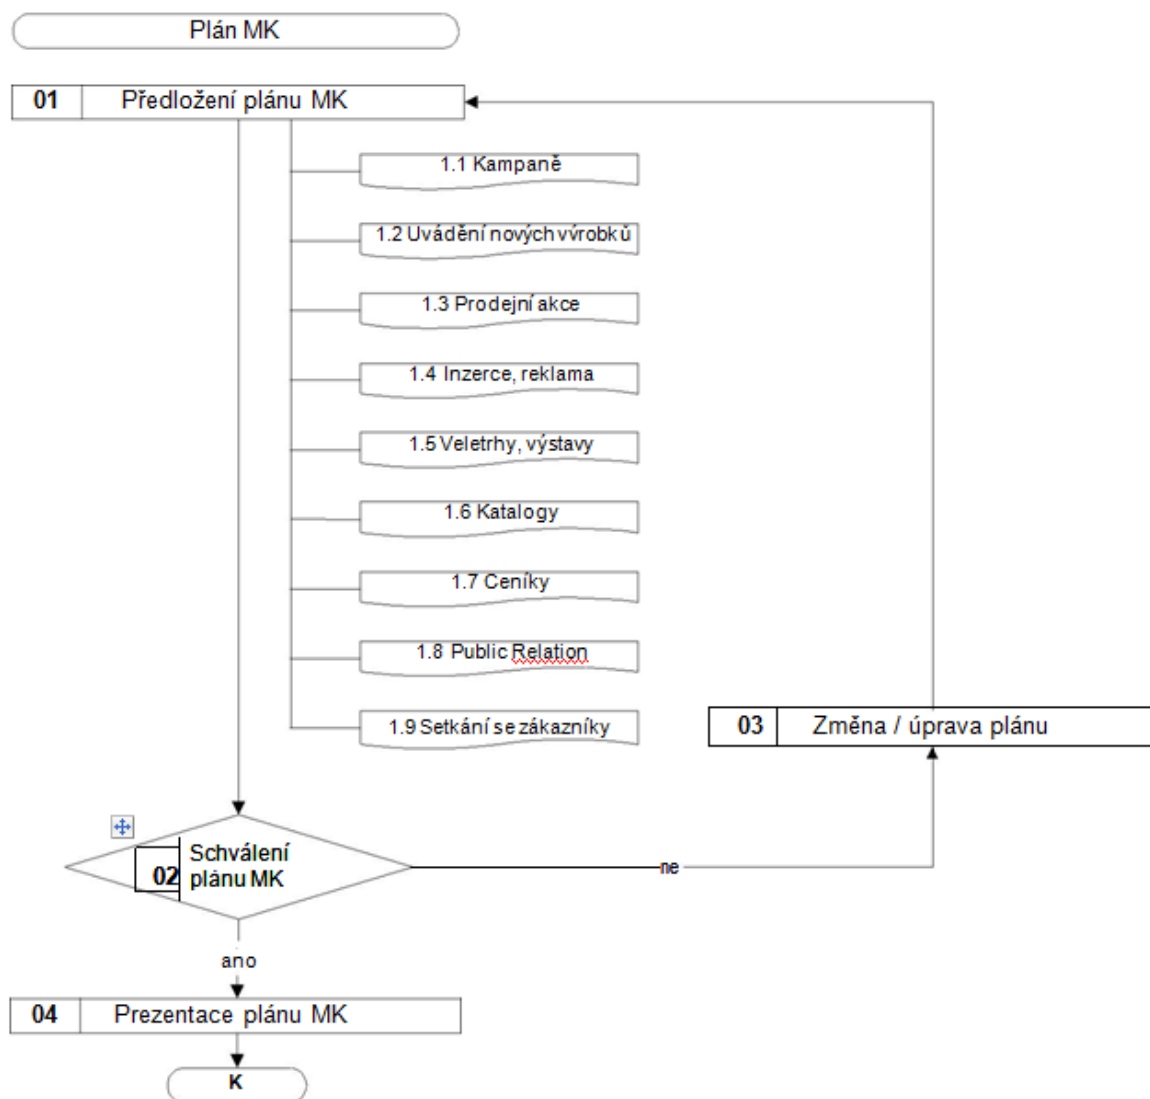 Plán MK
01 Předložení plánu MK
1.1 Kampaně
1.2 Uvádění nových výrobků
1.3 Prodejní akce
1.4 Inzerce, reklama
1.5 Veletrhy, výstavy
1.6 Katalogy
1.7 Ceníky
1.8 Public Relation
1.9 Setkání se zákazníky
03 Změna / úprava plánu
02 Schválení
plánu MK
ne
ano
04 Prezentace plánu MK
K